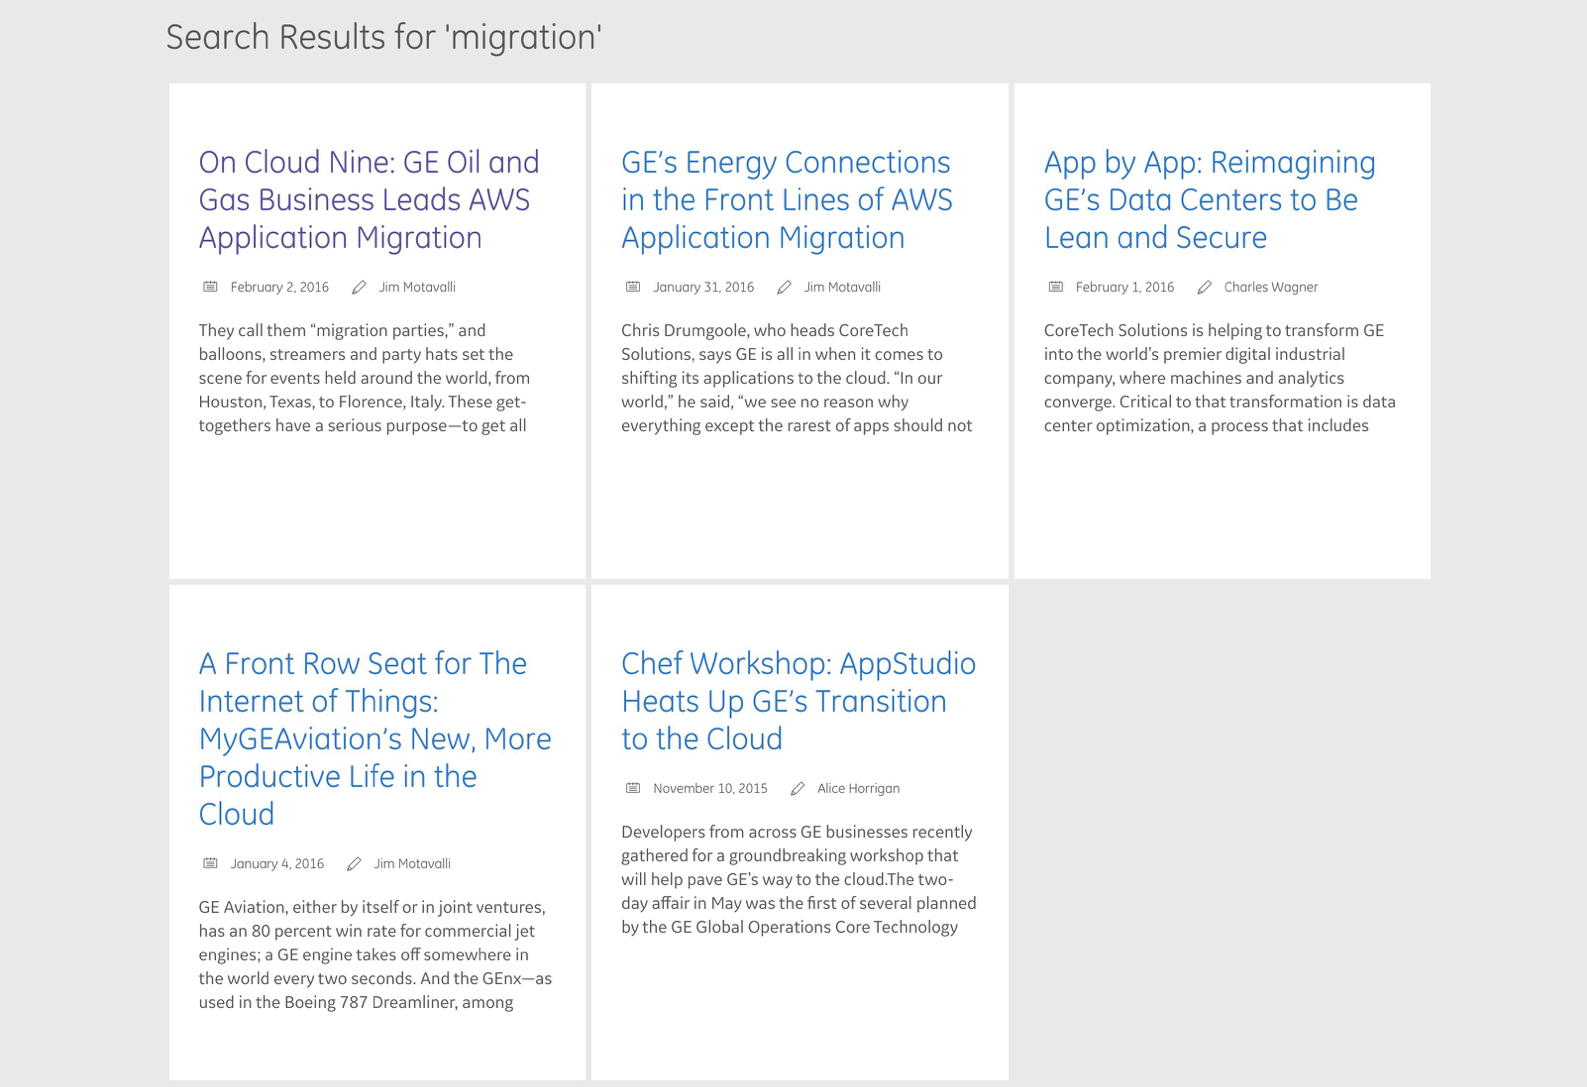 Search Results for 'migration'
On Cloud Nine: GE Oil and
Gas Business Leads AWS
Application Migration
February 2, 2016 Jim Motavalli
They call them “migration parties,” and
balloons, streamers and party hats set the
scene for events held around the world, from
Houston, Texas, to Florence, Italy. These get-
togethers have a serious purpose—to get all
GE’s Energy Connections
in the Front Lines of AWS
Application Migration
January 31, 2016 Jim Motavalli
Chris Drumgoole, who heads CoreTech
Solutions, says GE is all in when it comes to
shifting its applications to the cloud. “In our
world,” he said, “we see no reason why
everything except the rarest of apps should not
App by App: Reimagining
GE’s Data Centers to Be
Lean and Secure
February 1, 2016 Charles Wagner
CoreTech Solutions is helping to transform GE
into the world’s premier digital industrial
company, where machines and analytics
converge. Critical to that transformation is data
center optimization, a process that includes
A Front Row Seat for The
Internet of Things:
MyGEAviation’s New, More
Productive Life in the
Cloud
January 4, 2016 Jim Motavalli
GE Aviation, either by itself or in joint ventures,
has an 80 percent win rate for commercial jet
engines; a GE engine takes off somewhere in
the world every two seconds. And the GEnx—as
used in the Boeing 787 Dreamliner, among
Chef Workshop: AppStudio
Heats Up GE’s Transition
to the Cloud
November 10, 2015 Alice Horrigan
Developers from across GE businesses recently
gathered for a groundbreaking workshop that
will help pave GE’s way to the cloud.The two-
day affair in May was the first of several planned
by the GE Global Operations Core Technology